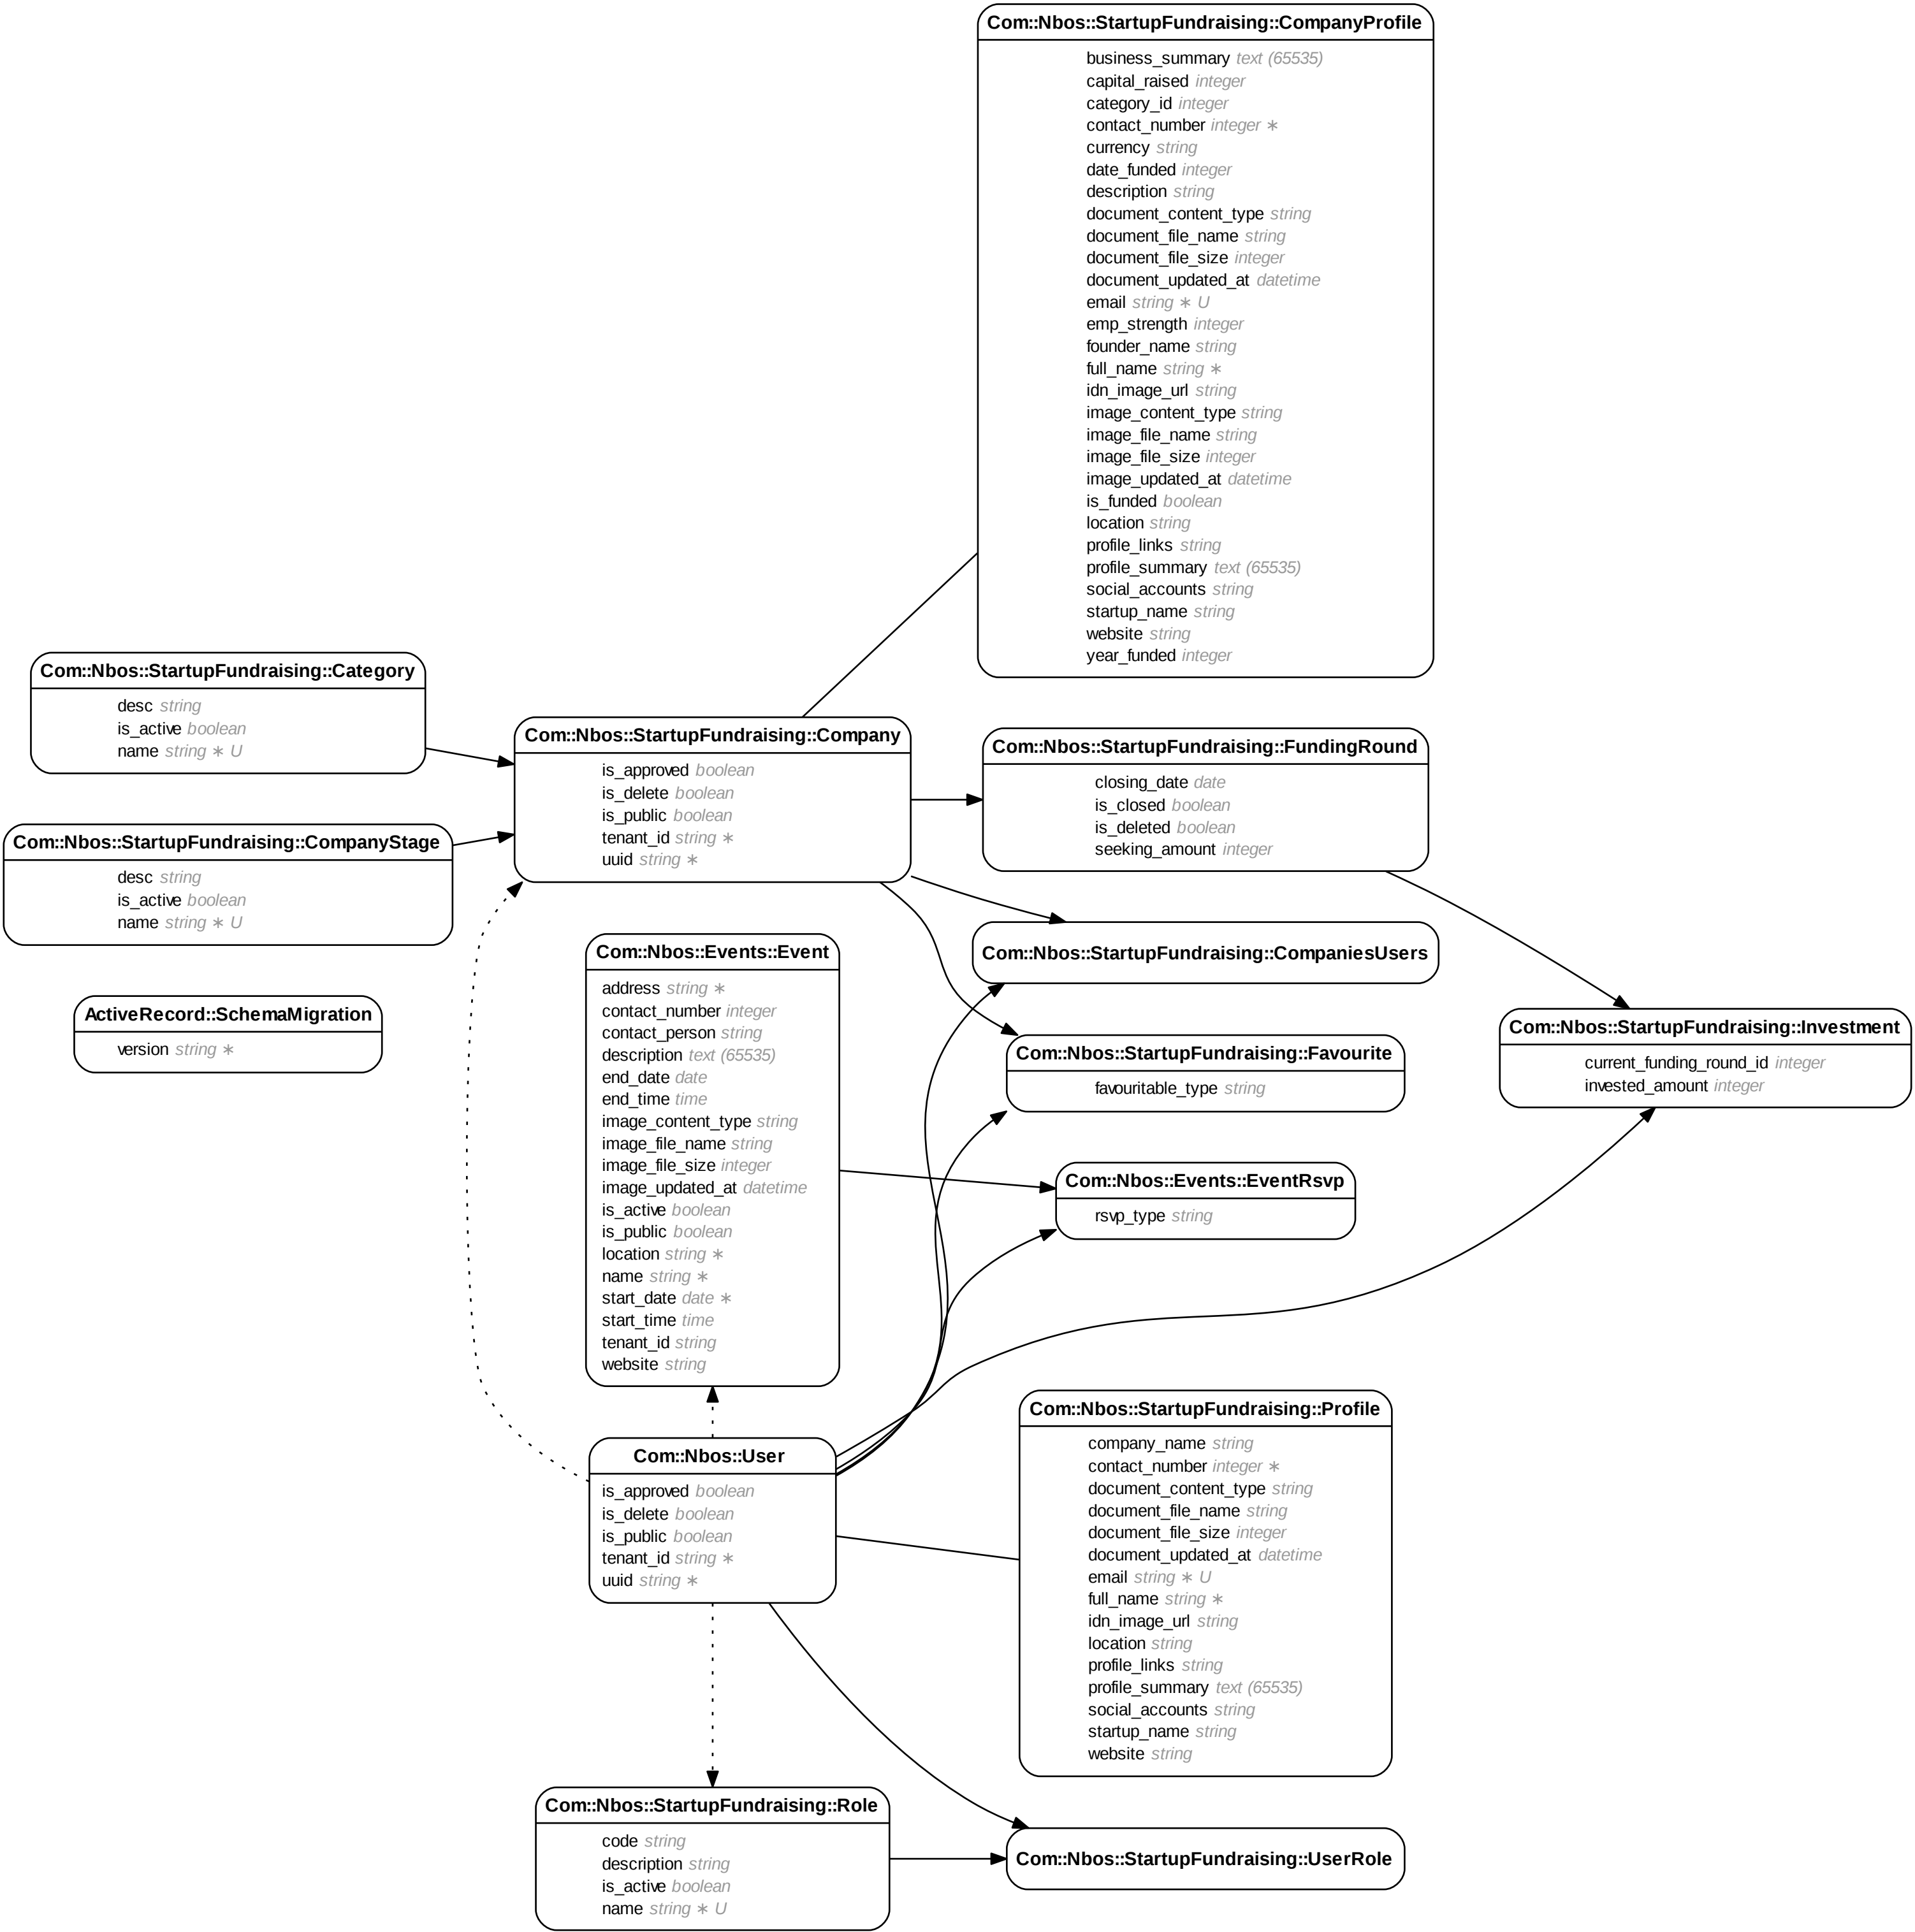 Com::Nbos::StartupFundraising::CompanyProfile
business_summary text (65535)
capital_raised integer
category_id integer
contact_number integer ∗
currency string
date_funded integer
description string
document_content_type string
document_file_name string
document_file_size integer
document_updated_at datetime
email string ∗ U
emp_strength integer
founder_name string
full_name string ∗
idn_image_url string
image_content_type string
image_file_name string
image_file_size integer
image_updated_at datetime
is_funded boolean
location string
profile_links string
profile_summary text (65535)
social_accounts string
startup_name string
website string
year_funded integer
Com::Nbos::StartupFundraising::Category
desc string
is_active boolean
name string ∗ U
Com::Nbos::StartupFundraising::CompanyStage
desc string
is_active boolean
name string ∗ U
ActiveRecord::SchemaMigration
version string ∗
Com::Nbos::StartupFundraising::Company
is_approved boolean
is_delete boolean
is_public boolean
tenant_id string ∗
uuid string ∗
Com::Nbos::StartupFundraising::FundingRound
closing_date date
is_closed boolean
is_deleted boolean
seeking_amount integer
Com::Nbos::StartupFundraising::CompaniesUsers
Com::Nbos::StartupFundraising::Favourite
favouritable_type string
Com::Nbos::StartupFundraising::Investment
current_funding_round_id integer
invested_amount integer
Com::Nbos::Events::Event
address string ∗
contact_number integer
contact_person string
description text (65535)
end_date date
end_time time
image_content_type string
image_file_name string
image_file_size integer
image_updated_at datetime
is_active boolean
is_public boolean
location string ∗
name string ∗
start_date date ∗
start_time time
tenant_id string
website string
Com::Nbos::Events::EventRsvp
rsvp_type string
Com::Nbos::User
is_approved boolean
is_delete boolean
is_public boolean
tenant_id string ∗
uuid string ∗
Com::Nbos::StartupFundraising::Profile
company_name string
contact_number integer ∗
document_content_type string
document_file_name string
document_file_size integer
document_updated_at datetime
email string ∗ U
full_name string ∗
idn_image_url string
location string
profile_links string
profile_summary text (65535)
social_accounts string
startup_name string
website string
Com::Nbos::StartupFundraising::Role
code string
description string
is_active boolean
name string ∗ U
Com::Nbos::StartupFundraising::UserRole